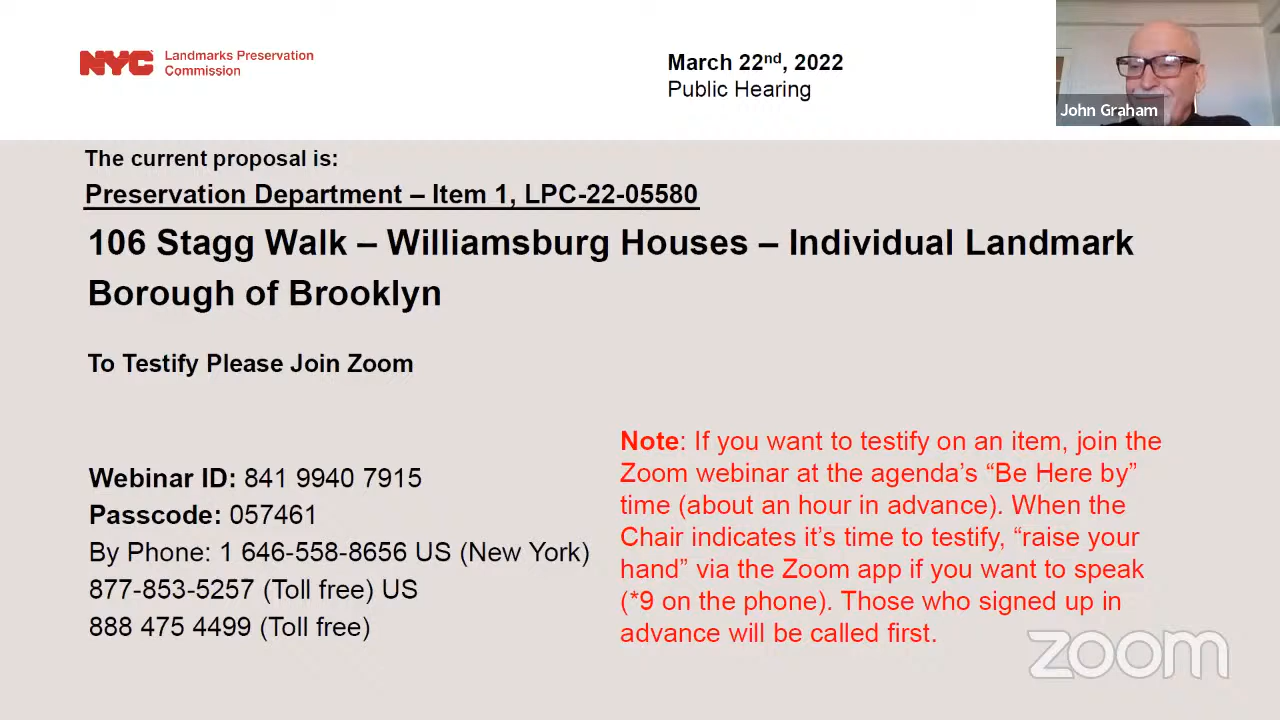 NYC Landmarks Preservation
Commission
March 22nd, 2022
Public Hearing
John Graham
The current proposal is:
Preservation Department – Item 1, LPC-22-05580
106 Stagg Walk – Williamsburg Houses – Individual Landmark
Borough of Brooklyn
To Testify Please Join Zoom
Webinar ID: 841 9940 7915
Passcode: 057461
By Phone: 1 646-558-8656 US (New York)
877-853-5257 (Toll free) US
888 475 4499 (Toll free)
Note: If you want to testify on an item, join the
Zoom webinar at the agenda’s “Be Here by”
time (about an hour in advance). When the
Chair indicates it’s time to testify, “raise your
hand” via the Zoom app if you want to speak
(*9 on the phone). Those who signed up in
advance will be called first.
zoom